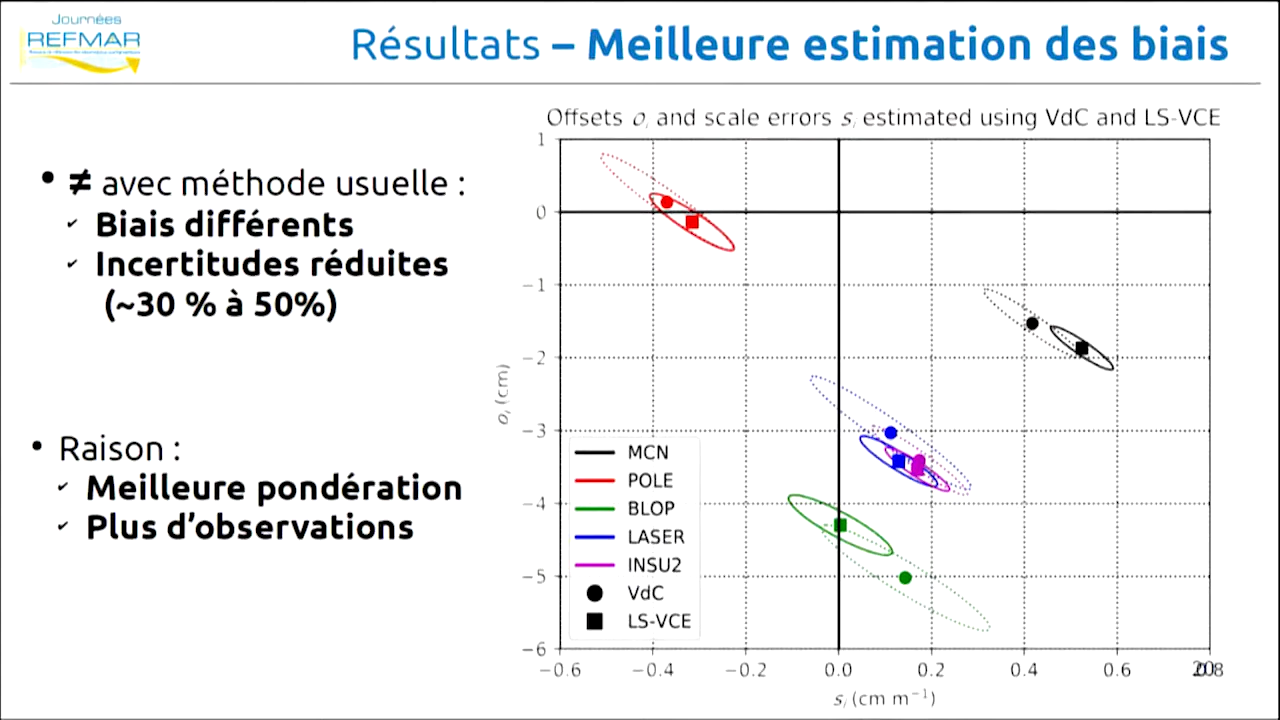 Journées
REFMAR
Résultats – Meilleure estimation des biais
• ≠ avec méthode usuelle :
✓ Biais différents
✓ Incertitudes réduites
(~30 % à 50%)
• Raison :
✓ Meilleure pondération
✓ Plus d'observations
Offsets oᵢ and scale errors sᵢ estimated using VdC and LS-VCE
oᵢ (cm)
1
0
−1
−2
−3
−4
−5
−6
MCN
POLE
BLOP
LASER
INSU2
VdC
LS-VCE
−0.6 −0.4 −0.2 0.0 0.2 0.4 0.6 0.8
20
sᵢ (cm m⁻¹)